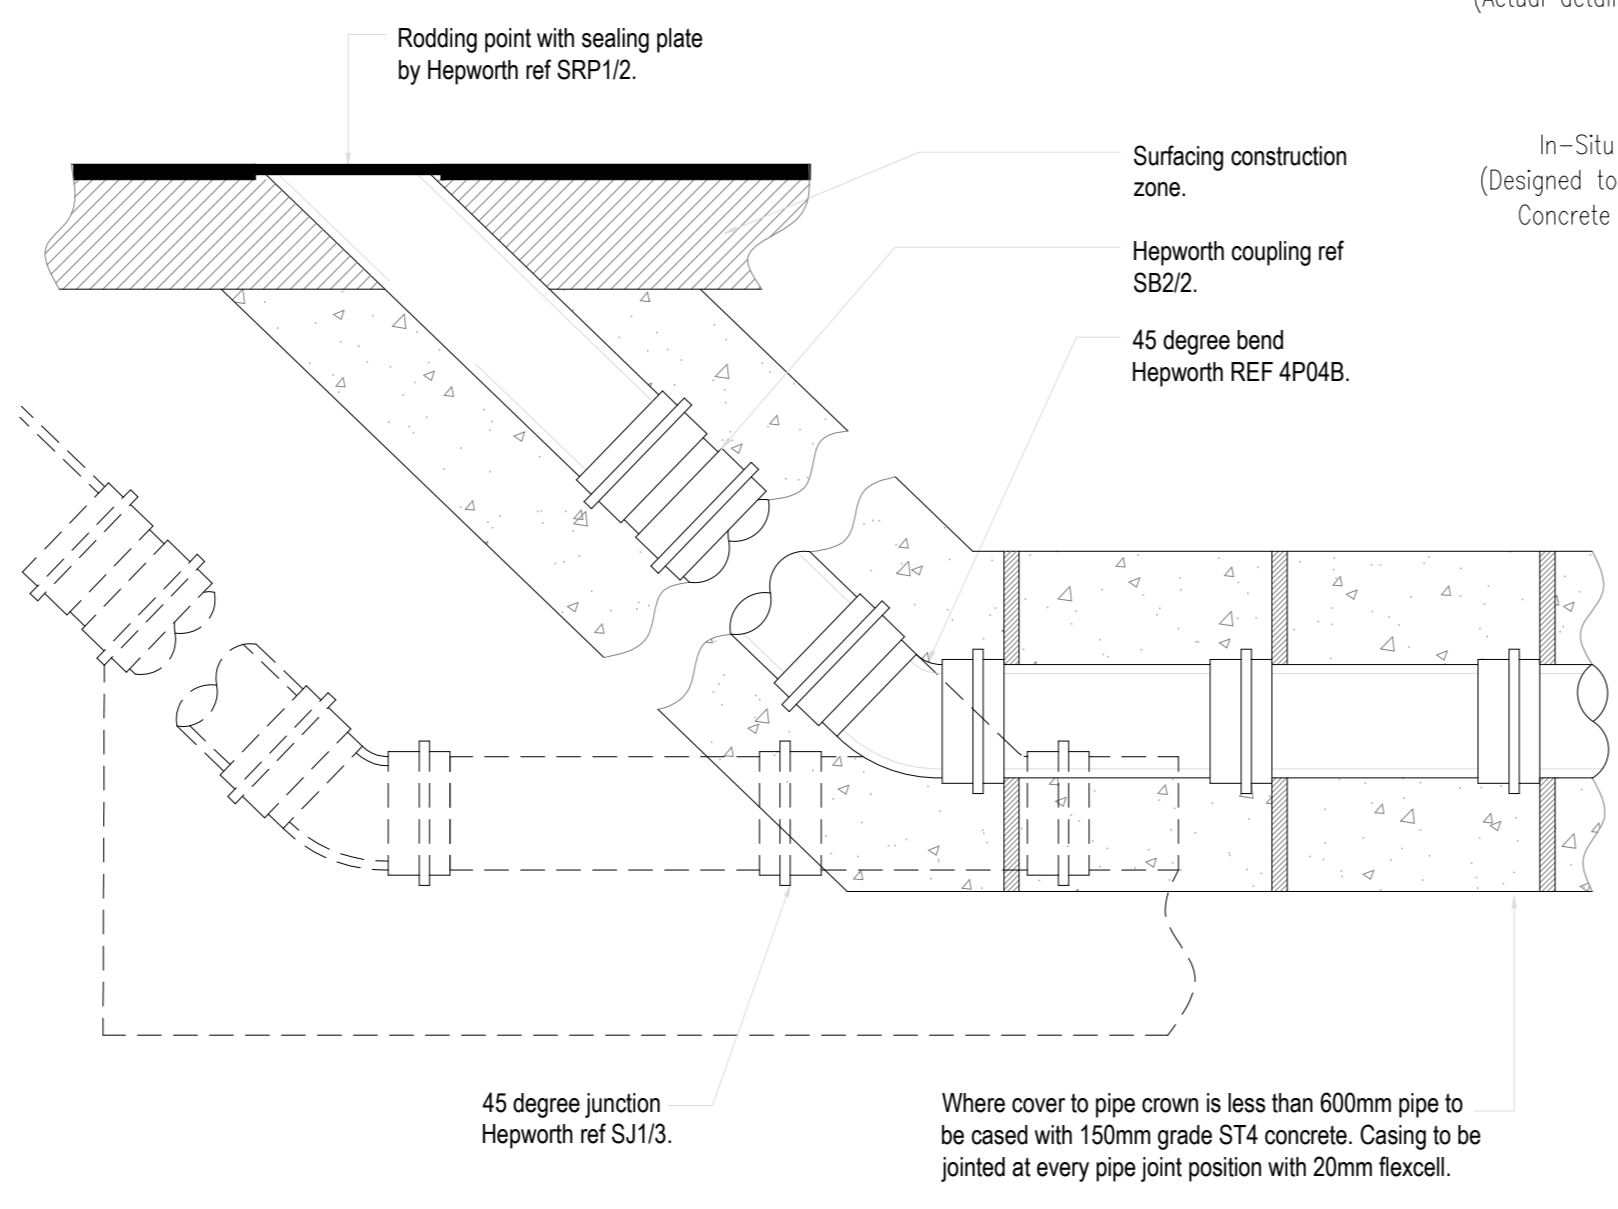 (Actual detail
Rodding point with sealing plate
by Hepworth ref SRP1/2.
Surfacing construction
zone.
In-Situ
(Designed to
Concrete
Hepworth coupling ref
SB2/2.
45 degree bend
Hepworth REF 4P04B.
45 degree junction
Hepworth ref SJ1/3.
Where cover to pipe crown is less than 600mm pipe to
be cased with 150mm grade ST4 concrete. Casing to be
jointed at every pipe joint position with 20mm flexcell.